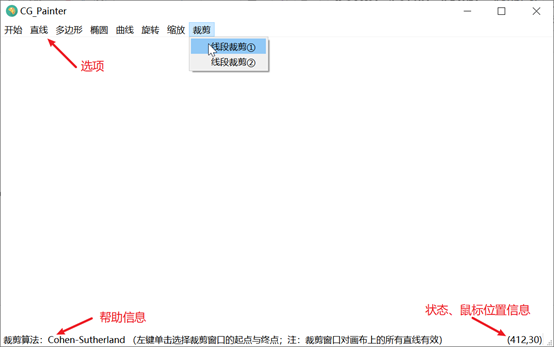 CG_Painter
开始 直线 多边形 椭圆 曲线 旋转 缩放 裁剪
线段裁剪①
线段裁剪②
选项
帮助信息
状态、鼠标位置信息
裁剪算法：Cohen-Sutherland （左键单击选择裁剪窗口的起点与终点；注：裁剪窗口对画布上的所有直线有效） (412,30)